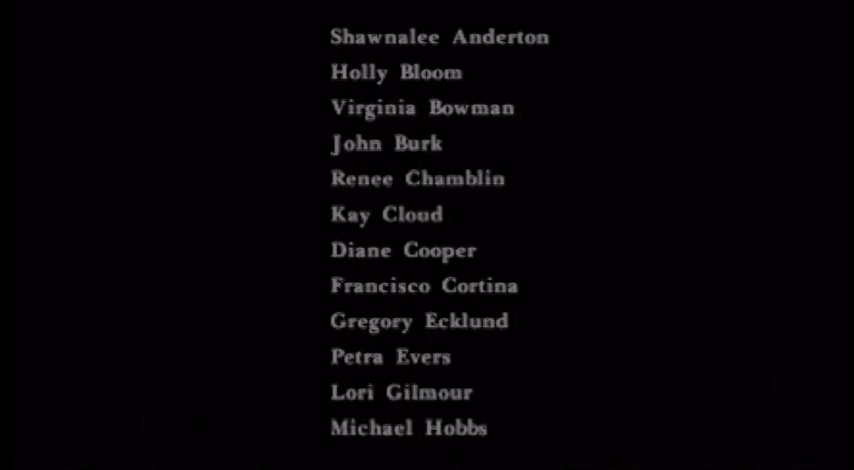 Shawnalee Anderton
Holly Bloom
Virginia Bowman
John Burk
Renee Chamblin
Kay Cloud
Diane Cooper
Francisco Cortina
Gregory Ecklund
Petra Evers
Lori Gilmour
Michael Hobbs